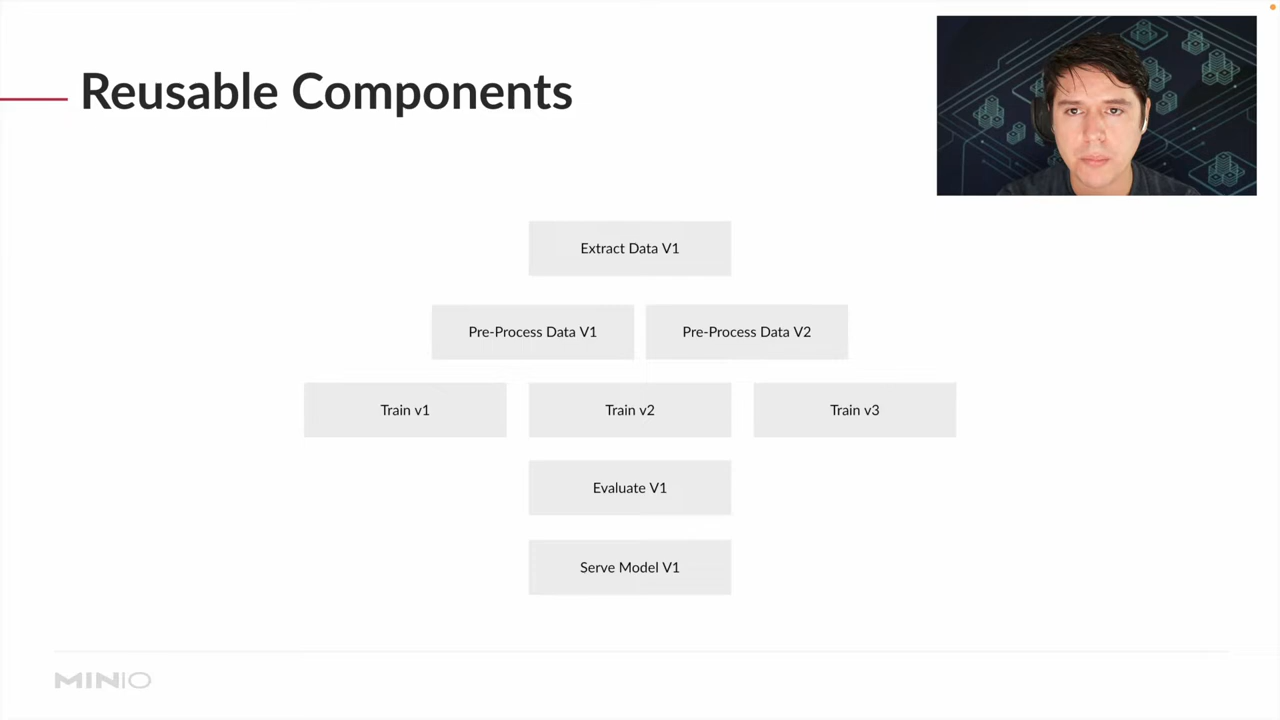 Reusable Components
Extract Data V1
Pre-Process Data V1
Pre-Process Data V2
Train v1
Train v2
Train v3
Evaluate V1
Serve Model V1
MINIO